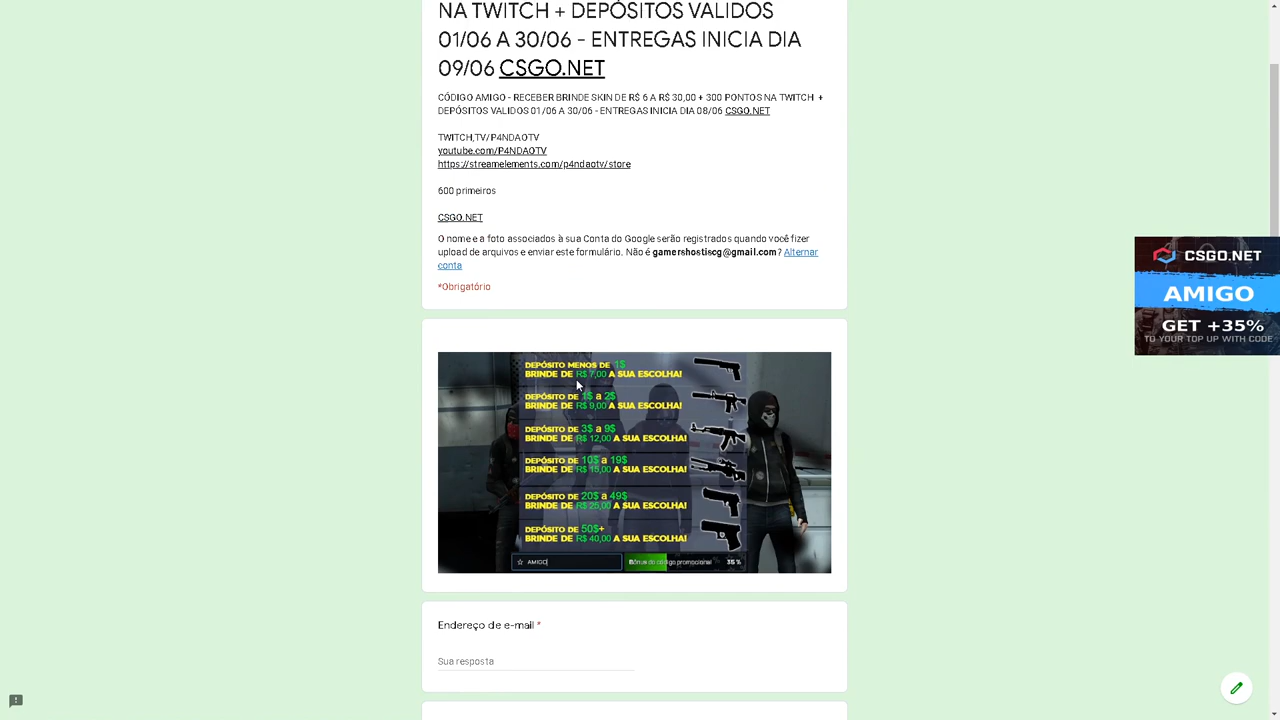 NA TWITCH + DEPÓSITOS VALIDOS
01/06 A 30/06 - ENTREGAS INICIA DIA
09/06 CSGO.NET
CÓDIGO AMIGO - RECEBER BRINDE SKIN DE R$ 6 A R$ 30,00 + 300 PONTOS NA TWITCH +
DEPÓSITOS VALIDOS 01/06 A 30/06 - ENTREGAS INICIA DIA 08/06 CSGO.NET
TWITCH,TV/P4NDAOTV
youtube.com/P4NDAOTV
https://streamelements.com/p4ndaotv/store
600 primeiros
CSGO.NET
O nome e a foto associados à sua Conta do Google serão registrados quando você fizer
upload de arquivos e enviar este formulário. Não é gamershostiscg@gmail.com? Alternar
conta
*Obrigatório
CSGO.NET
AMIGO
GET +35%
TO YOUR TOP UP WITH CODE
DEPÓSITO MENOS DE 1$
BRINDE DE R$ 7,00 A SUA ESCOLHA!
DEPÓSITO DE 1$ a 2$
BRINDE DE R$ 9,00 A SUA ESCOLHA!
DEPÓSITO DE 3$ a 9$
BRINDE DE R$ 12,00 A SUA ESCOLHA!
DEPÓSITO DE 10$ a 19$
BRINDE DE R$ 15,00 A SUA ESCOLHA!
DEPÓSITO DE 20$ a 49$
BRINDE DE R$ 25,00 A SUA ESCOLHA!
DEPÓSITO DE 50$+
BRINDE DE R$ 40,00 A SUA ESCOLHA!
AMIGO Bônus do código promocional 35 %
Endereço de e-mail *
Sua resposta